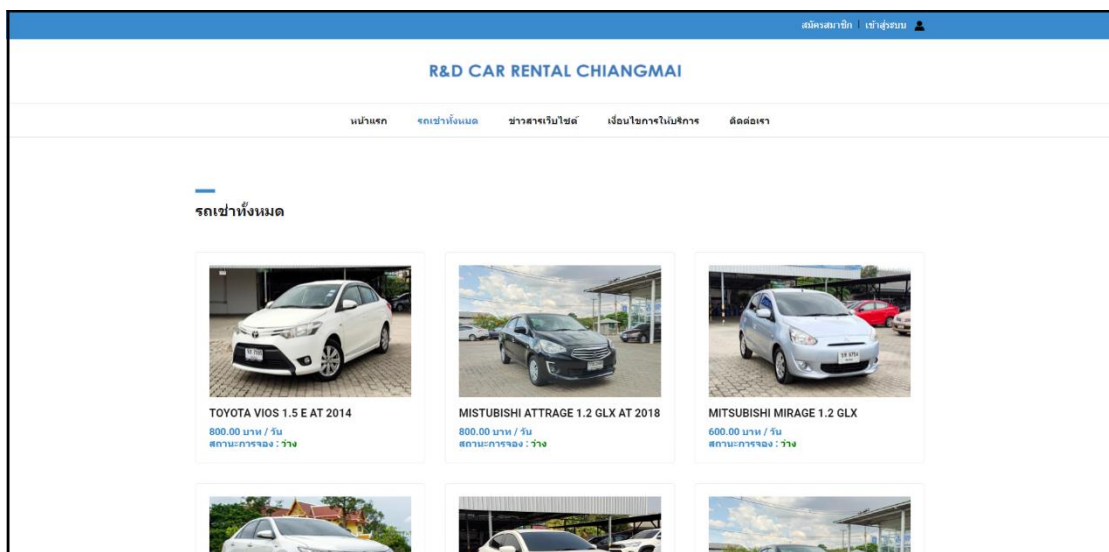 สมัครสมาชิก | เข้าสู่ระบบ
R&D CAR RENTAL CHIANGMAI
หน้าแรก รถเช่าทั้งหมด ข่าวสารเว็บไซต์ เงื่อนไขการให้บริการ ติดต่อเรา
รถเช่าทั้งหมด
TOYOTA VIOS 1.5 E AT 2014 MISTUBISHI ATTRAGE 1.2 GLX AT 2018 MITSUBISHI MIRAGE 1.2 GLX
800.00 บาท / วัน 800.00 บาท / วัน 600.00 บาท / วัน
สถานะการจอง : ว่าง สถานะการจอง : ว่าง สถานะการจอง : ว่าง